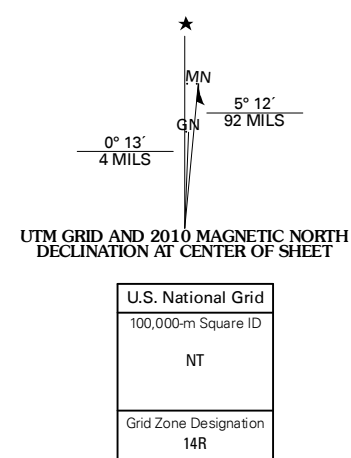 MN
5° 12´
92 MILS
GN
0° 13´
4 MILS
UTM GRID AND 2010 MAGNETIC NORTH
DECLINATION AT CENTER OF SHEET
U.S. National Grid
100,000-m Square ID
NT
Grid Zone Designation
14R